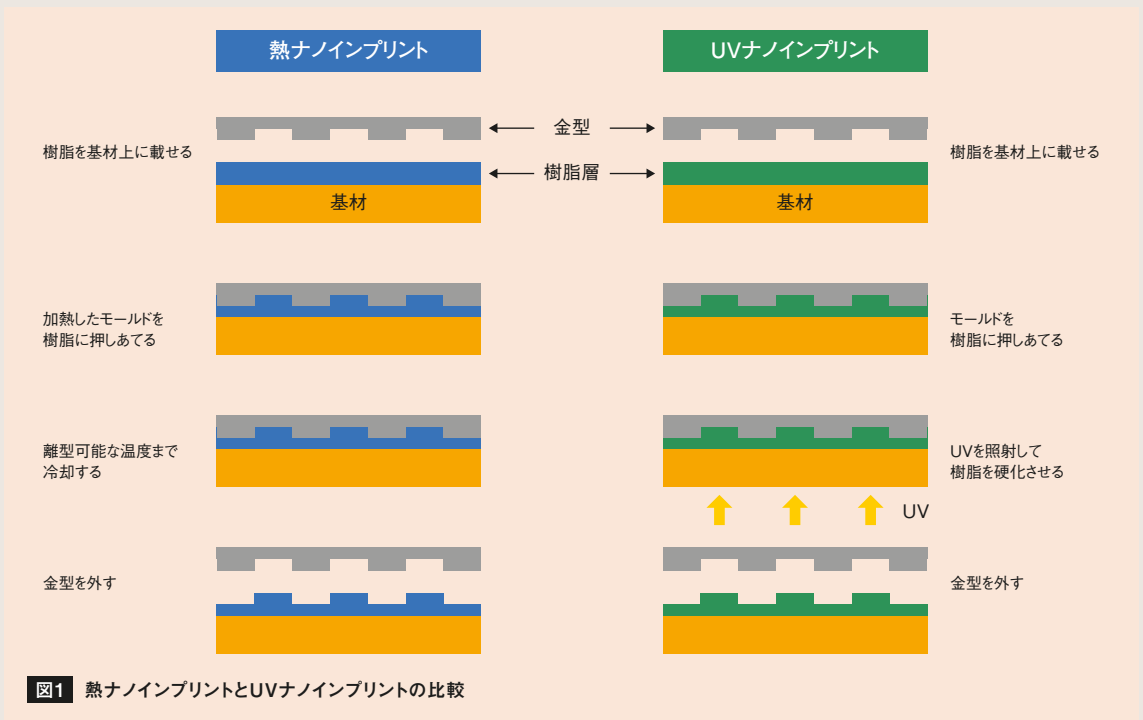 熱ナノインプリント
UVナノインプリント
樹脂を基材上に載せる
金型
樹脂層
基材
基材
樹脂を基材上に載せる
加熱したモールドを
樹脂に押しあてる
モールドを
樹脂に押しあてる
離型可能な温度まで
冷却する
UVを照射して
樹脂を硬化させる
UV
金型を外す
金型を外す
図1 熱ナノインプリントとUVナノインプリントの比較